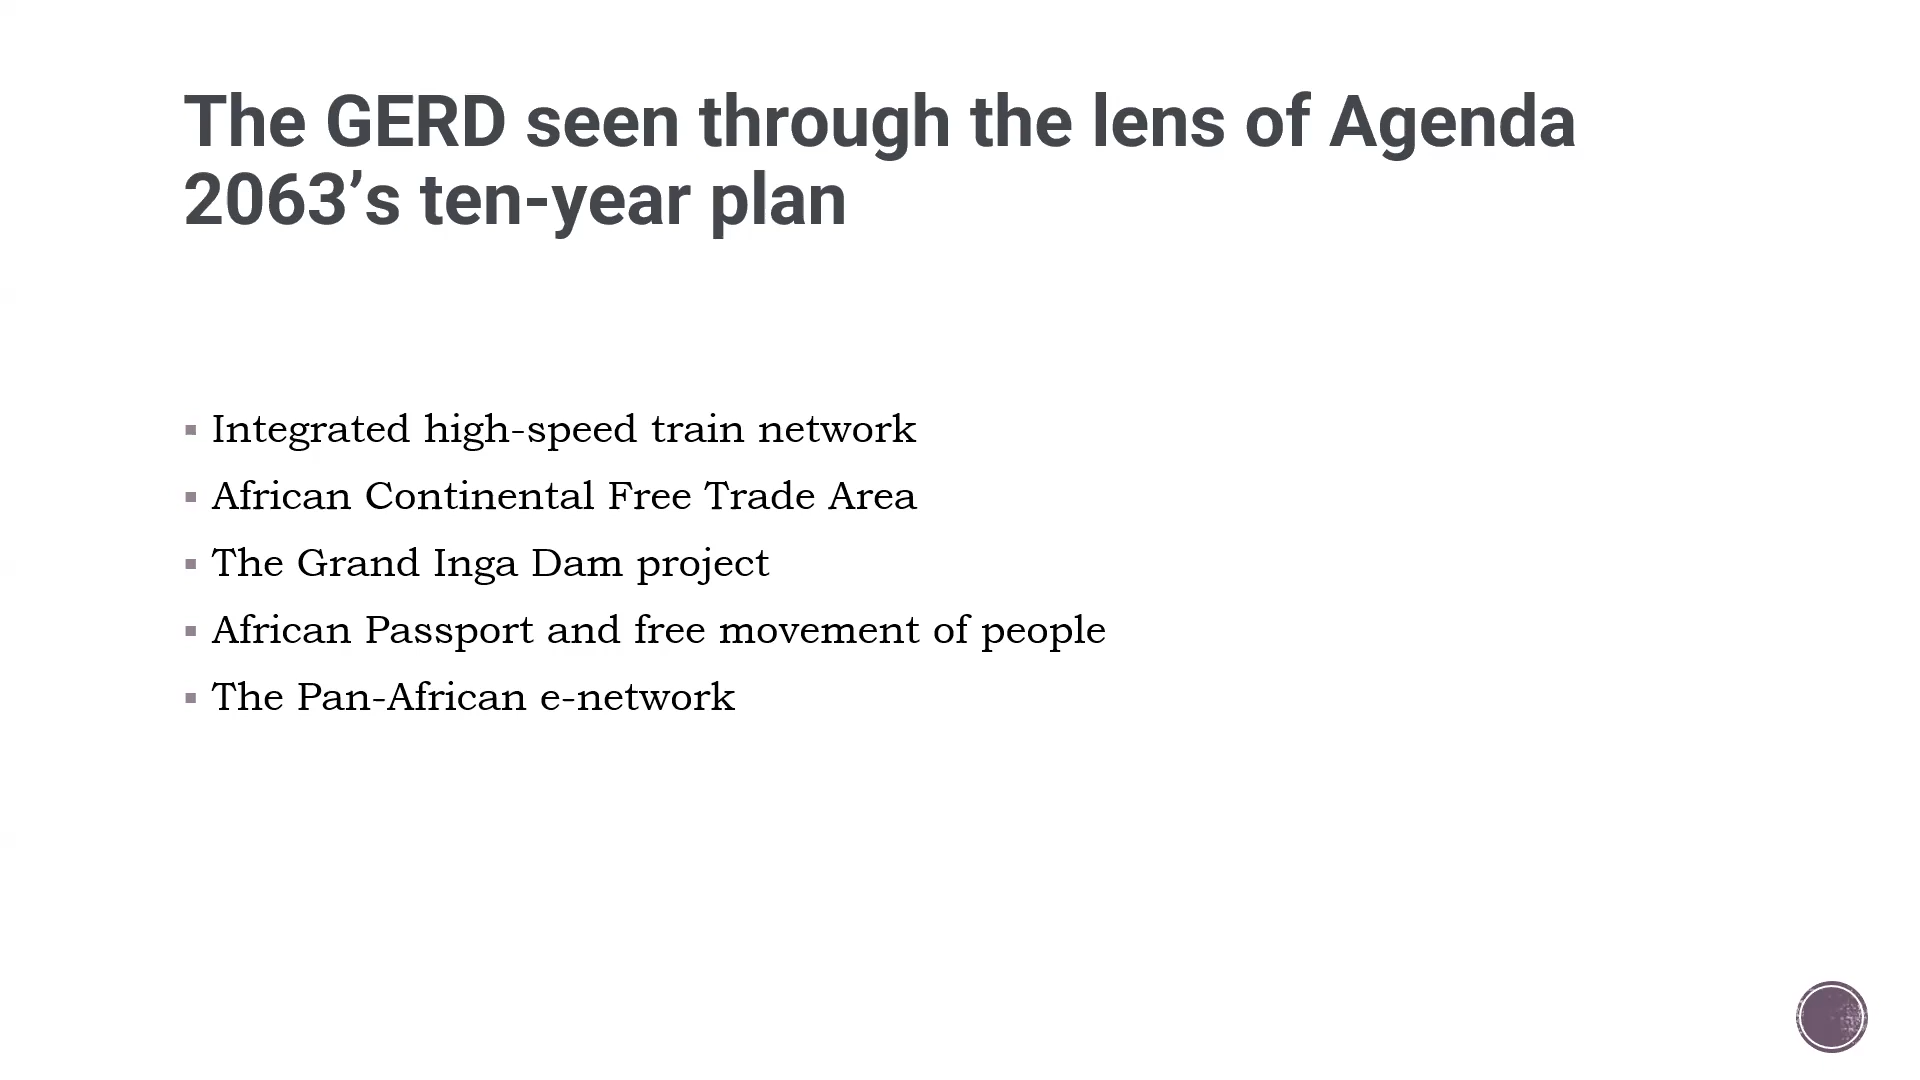 The GERD seen through the lens of Agenda
2063’s ten-year plan
▪ Integrated high-speed train network
▪ African Continental Free Trade Area
▪ The Grand Inga Dam project
▪ African Passport and free movement of people
▪ The Pan-African e-network